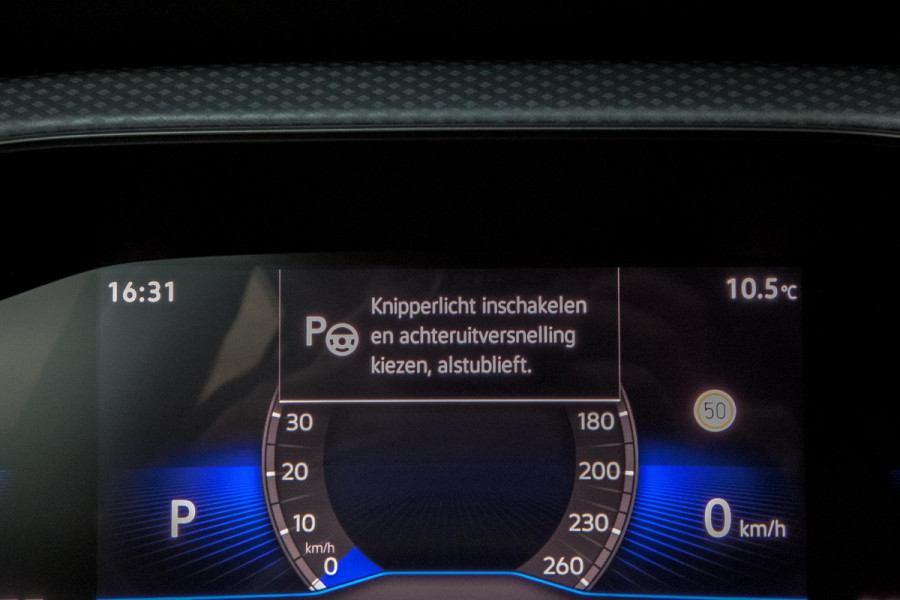 16:31
10.5°C
P
Knipperlicht inschakelen
en achteruitversnelling
kiezen, alstublieft.
50
30
180
20
200
P
10
230
0 km/h
km/h
0
260